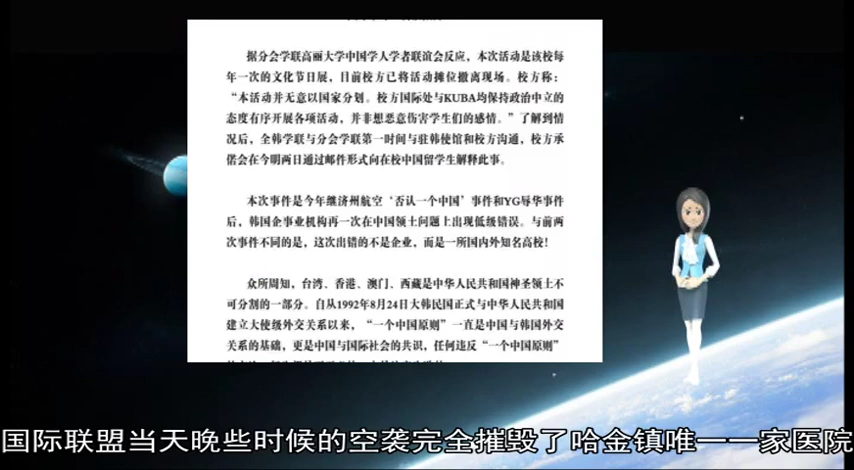 据分会学联高丽大学中国学人学者联谊会反应，本次活动是该校每
年一次的文化节日展，目前校方已将活动摊位撤离现场。校方称：
“本活动并无意以国家分划。校方国际处与KUBA均保持政治中立的
态度有序开展各项活动，并非想恶意伤害学生们的感情。”了解到情
况后，全韩学联与分会学联第一时间与驻韩使馆和校方沟通，校方承
偌会在今明两日通过邮件形式向在校中国留学生解释此事。
本次事件是今年继济州航空‘否认一个中国’事件和YG辱华事件
后，韩国企事业机构再一次在中国领土问题上出现低级错误。与前两
次事件不同的是，这次出错的不是企业，而是一所国内外知名高校！
众所周知，台湾、香港、澳门、西藏是中华人民共和国神圣领土不
可分割的一部分。自从1992年8月24日大韩民国正式与中华人民共和国
建立大使级外交关系以来，“一个中国原则”一直是中国与韩国外交
关系的基础，更是中国与国际社会的共识，任何违反“一个中国原则”
国际联盟当天晚些时候的空袭完全摧毁了哈金镇唯一一家医院